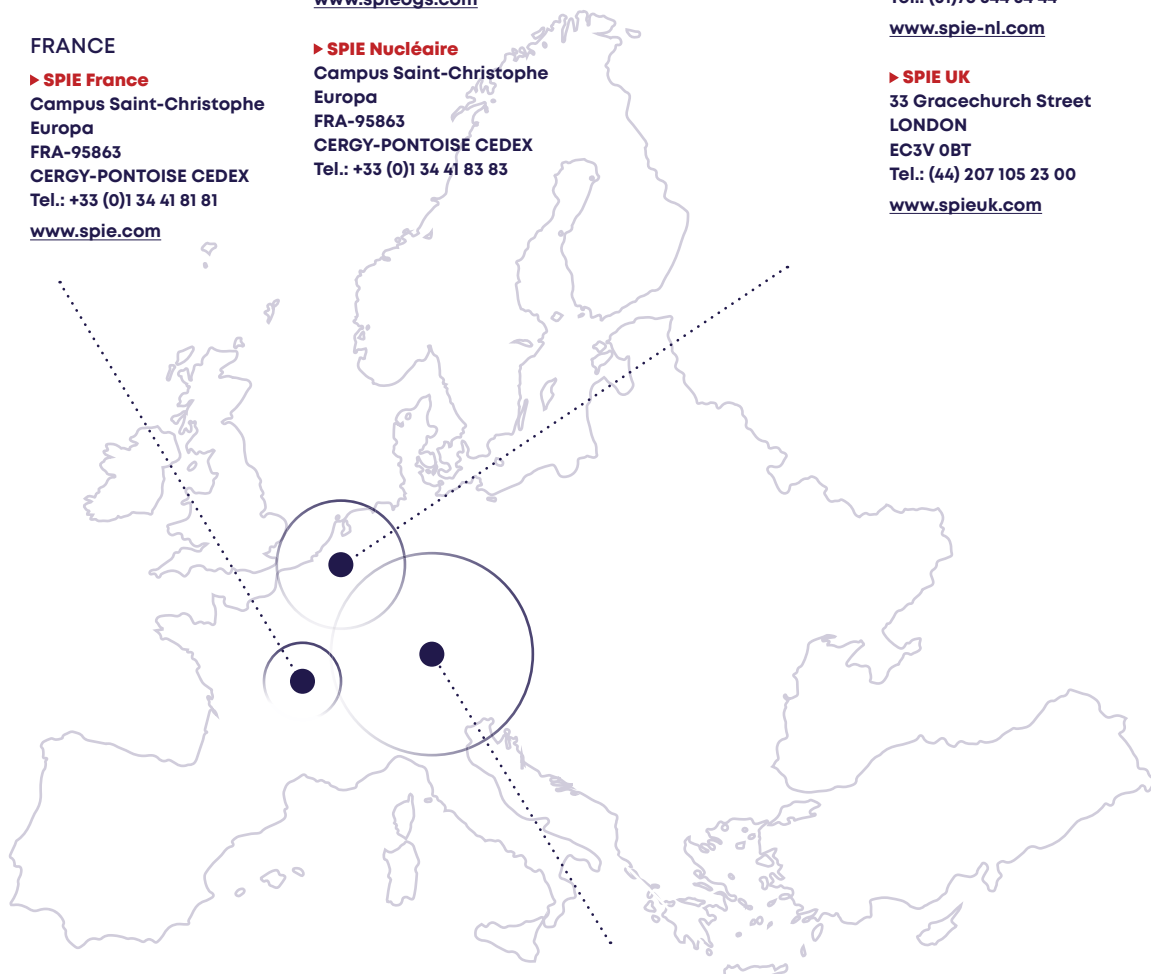 FRANCE
▶ SPIE France
Campus Saint-Christophe
Europa
FRA-95863
CERGY-PONTOISE CEDEX
Tel.: +33 (0)1 34 41 81 81
www.spie.com
www.spieogs.com
▶ SPIE Nucléaire
Campus Saint-Christophe
Europa
FRA-95863
CERGY-PONTOISE CEDEX
Tel.: +33 (0)1 34 41 83 83
www.spie-nl.com
▶ SPIE UK
33 Gracechurch Street
LONDON
EC3V 0BT
Tel.: (44) 207 105 23 00
www.spieuk.com